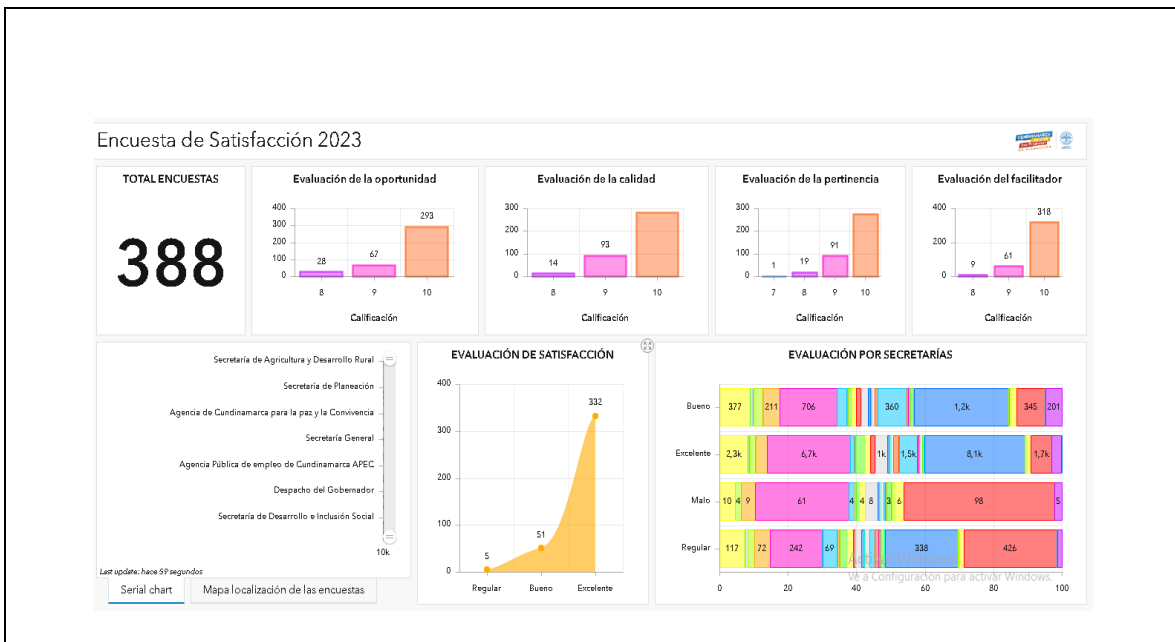 Encuesta de Satisfacción 2023
TOTAL ENCUESTAS
388
Evaluación de la oportunidad
400
300
200
100
0
28
67
293
8
9
10
Calificación
Evaluación de la calidad
300
200
100
0
14
93
8
9
10
Calificación
Evaluación de la pertinencia
300
200
100
0
1
19
91
7
8
9
10
Calificación
Evaluación del facilitador
400
200
0
9
61
318
8
9
10
Calificación
Secretaría de Agricultura y Desarrollo Rural
Secretaría de Planeación
Agencia de Cundinamarca para la paz y la Convivencia
Secretaría General
Agencia Pública de empleo de Cundinamarca APEC
Despacho del Gobernador
Secretaría de Desarrollo e Inclusión Social
10k
Last update: hace 59 segundos
Serial chart
Mapa localización de las encuestas
EVALUACIÓN DE SATISFACCIÓN
400
300
200
100
0
5
51
332
Regular
Bueno
Excelente
EVALUACIÓN POR SECRETARÍAS
Bueno 377 211 706 360 1,2k 345 201
Excelente 2,3k 6,7k 1k 1,5k 8,1k 1,7k
Malo 10 4 9 61 4 4 8 3 6 98 5
Regular 117 72 242 69 338 426
0 20 40 60 80 100
Activar Windows
Ve a Configuración para activar Windows.